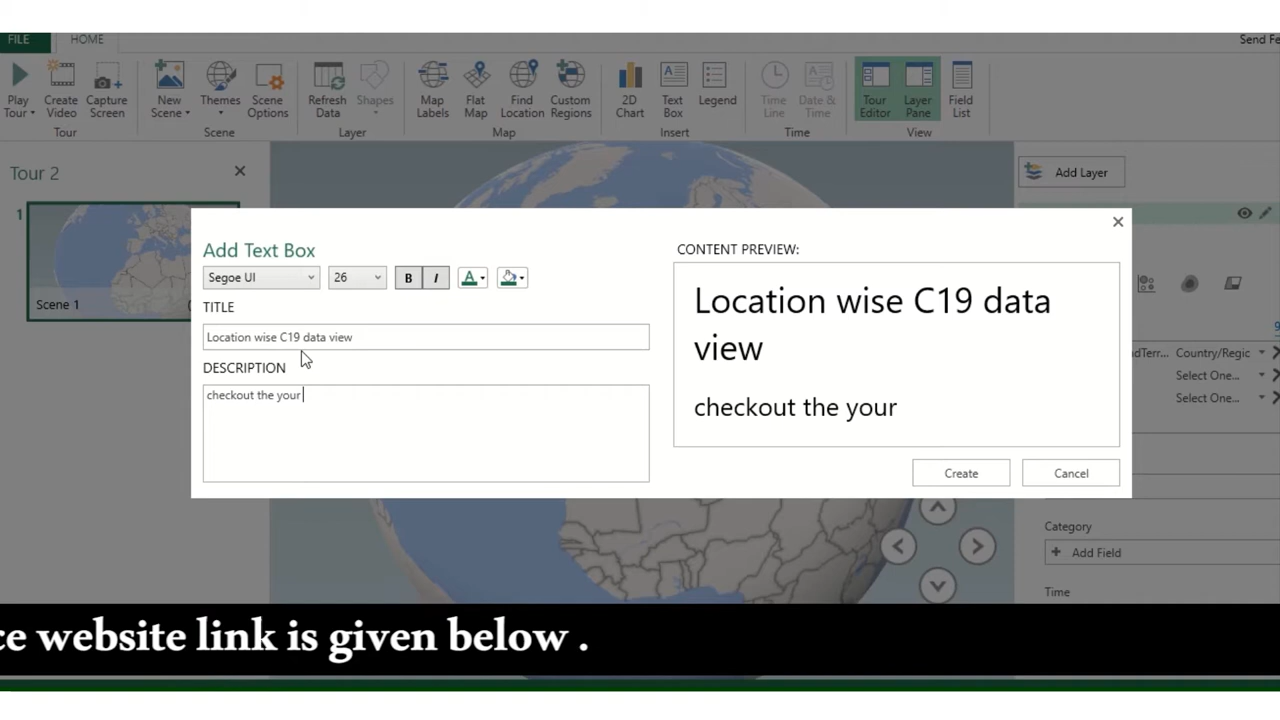 FILE
HOME
Send Fe
Play
Tour
Create
Video
Capture
Screen
Tour
New
Scene
Themes
Scene
Options
Scene
Refresh
Data
Shapes
Layer
Map
Labels
Flat
Map
Find
Location
Custom
Regions
Map
2D
Chart
Text
Box
Legend
Insert
Time
Line
Date &
Time
Time
Tour
Editor
Layer
Pane
Field
List
View
Tour 2
1
Scene 1
Add Layer
Add Text Box
Segoe UI
26
B I A
TITLE
Location wise C19 data view
DESCRIPTION
checkout the your
CONTENT PREVIEW:
Location wise C19 data
view
checkout the your
Create
Cancel
ndTerr... Country/Regic
Select One...
Select One...
Category
Add Field
Time
ce website link is given below .